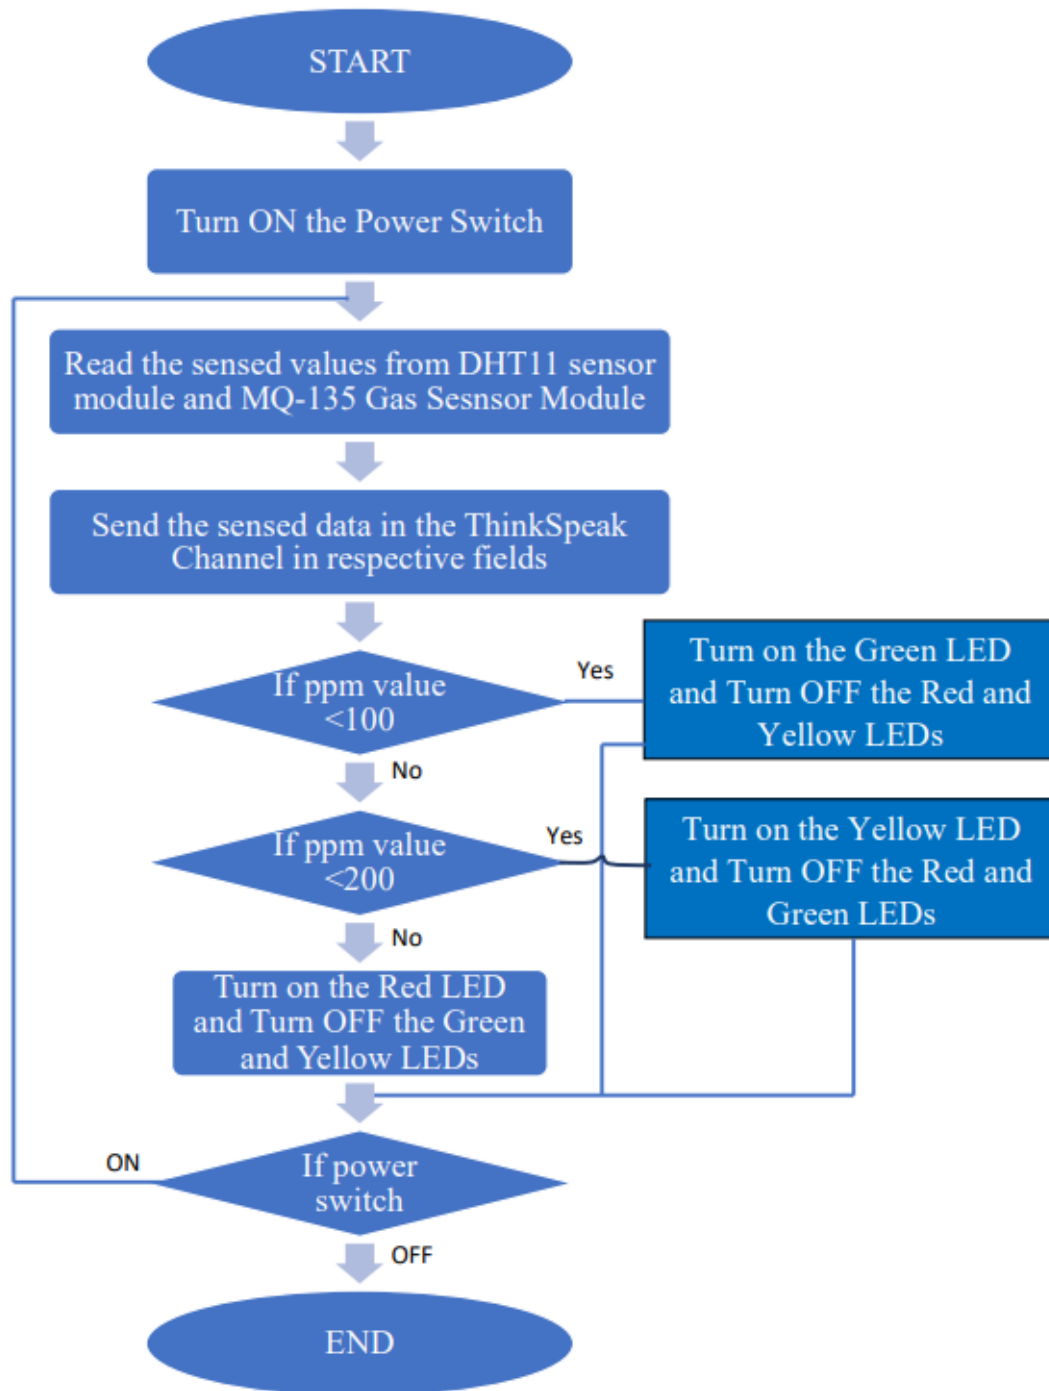 START
Turn ON the Power Switch
Read the sensed values from DHT11 sensor
module and MQ-135 Gas Sesnsor Module
Send the sensed data in the ThinkSpeak
Channel in respective fields
If ppm value
<100
Yes
Turn on the Green LED
and Turn OFF the Red and
Yellow LEDs
No
If ppm value
<200
Yes
Turn on the Yellow LED
and Turn OFF the Red and
Green LEDs
No
Turn on the Red LED
and Turn OFF the Green
and Yellow LEDs
If power
switch
ON
OFF
END